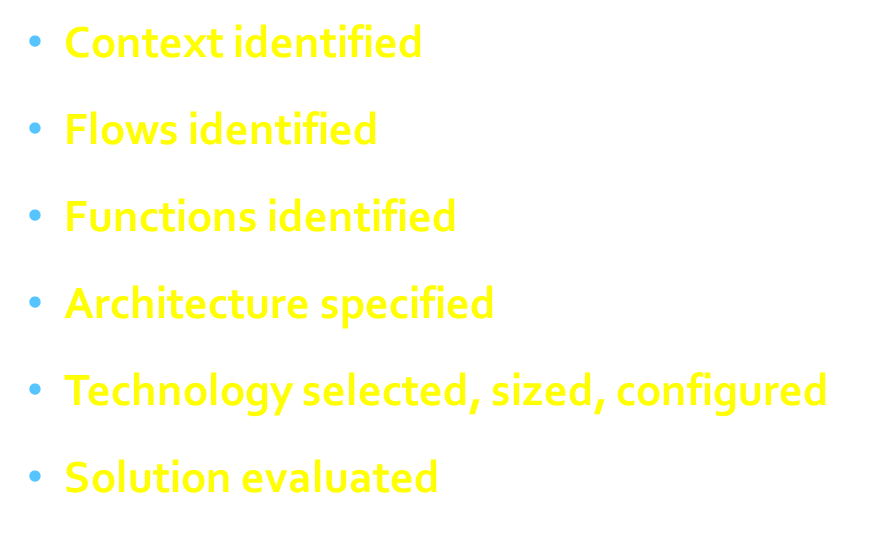 • Context identified
• Flows identified
• Functions identified
• Architecture specified
• Technology selected, sized, configured
• Solution evaluated